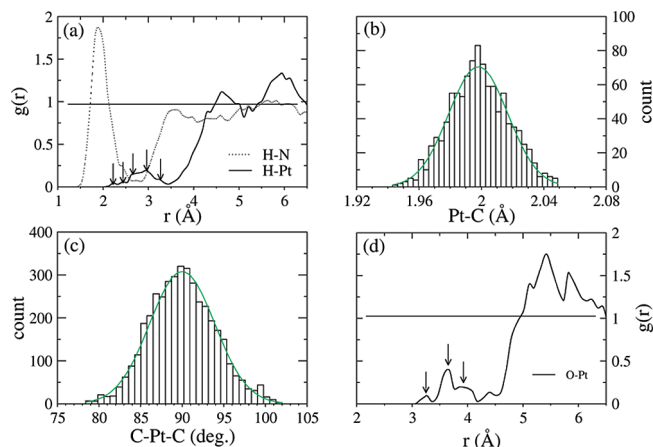 (a)
2
1.5
1
0.5
0
g(r)
H-N
H-Pt
1 2 3 4 5 6
r (Å)
(b)
100
80
60
40
20
0
count
1.92 1.96 2 2.04 2.08
Pt-C (Å)
(c)
400
300
200
100
0
count
75 80 85 90 95 100 105
C-Pt-C (deg.)
(d)
2
1.5
1
0.5
0
g(r)
O-Pt
2 3 4 5 6
r (Å)